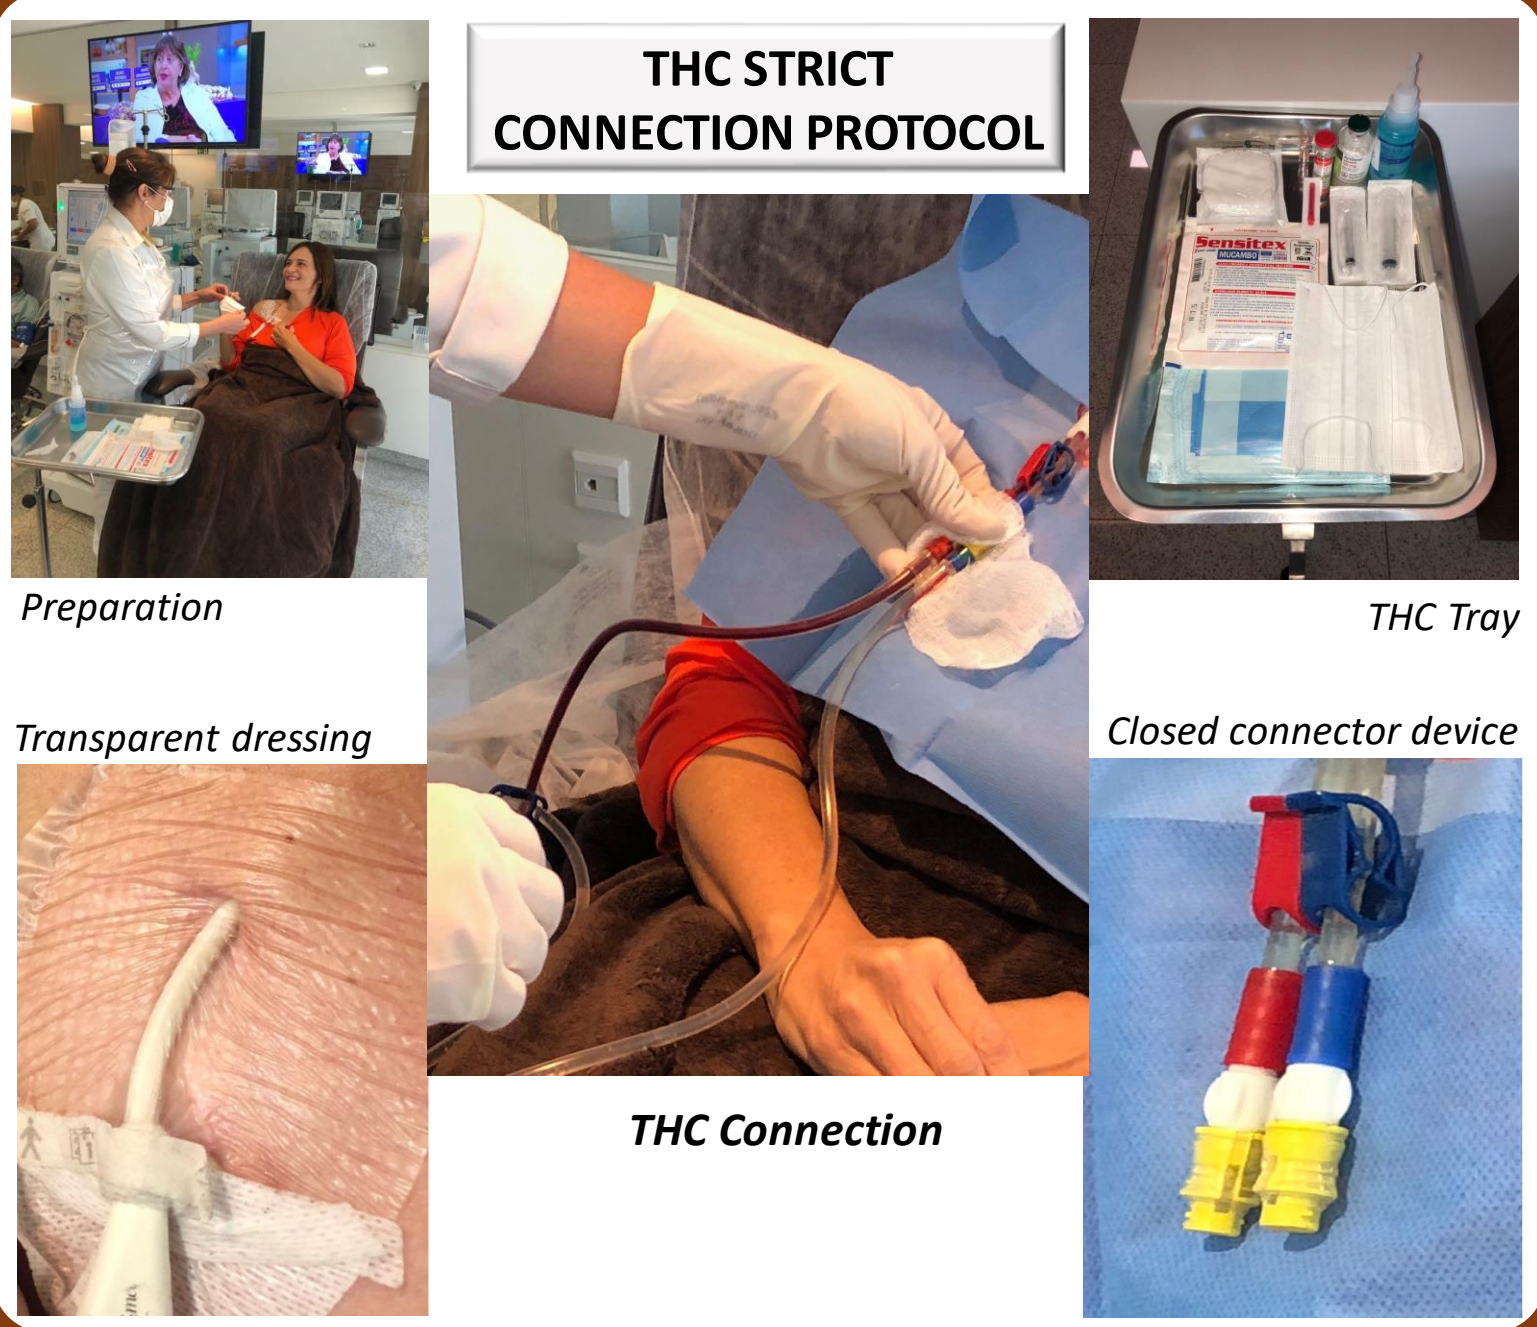 THC STRICT
CONNECTION PROTOCOL
Preparation
THC Tray
Sensitex
MUCAMBO
Transparent dressing
Closed connector device
THC Connection